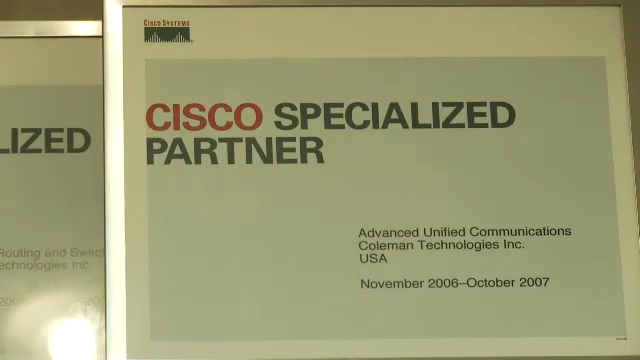 CISCO SYSTEMS
CISCO SPECIALIZED
PARTNER
Advanced Unified Communications
Coleman Technologies Inc.
USA
November 2006–October 2007
LIZED
Routing and Switch
echnologies Inc.